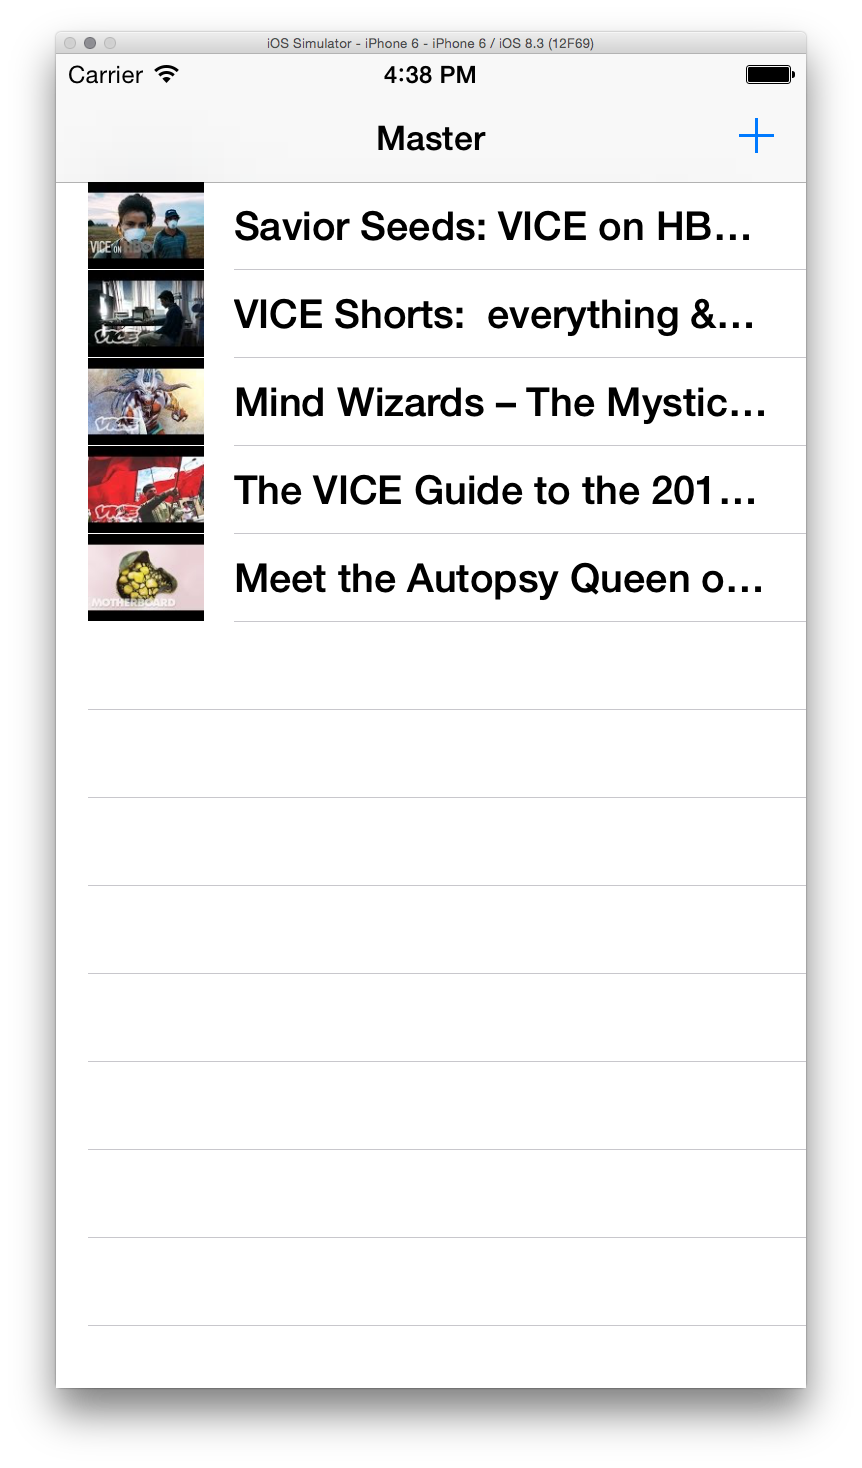 iOS Simulator - iPhone 6 - iPhone 6 / iOS 8.3 (12F69)
Carrier 4:38 PM
Master
VICE ON HBO
Savior Seeds: VICE on HB…
VICE
VICE Shorts:  everything &…
VICE
Mind Wizards – The Mystic…
VICE
The VICE Guide to the 201…
MOTHERBOARD
Meet the Autopsy Queen o…